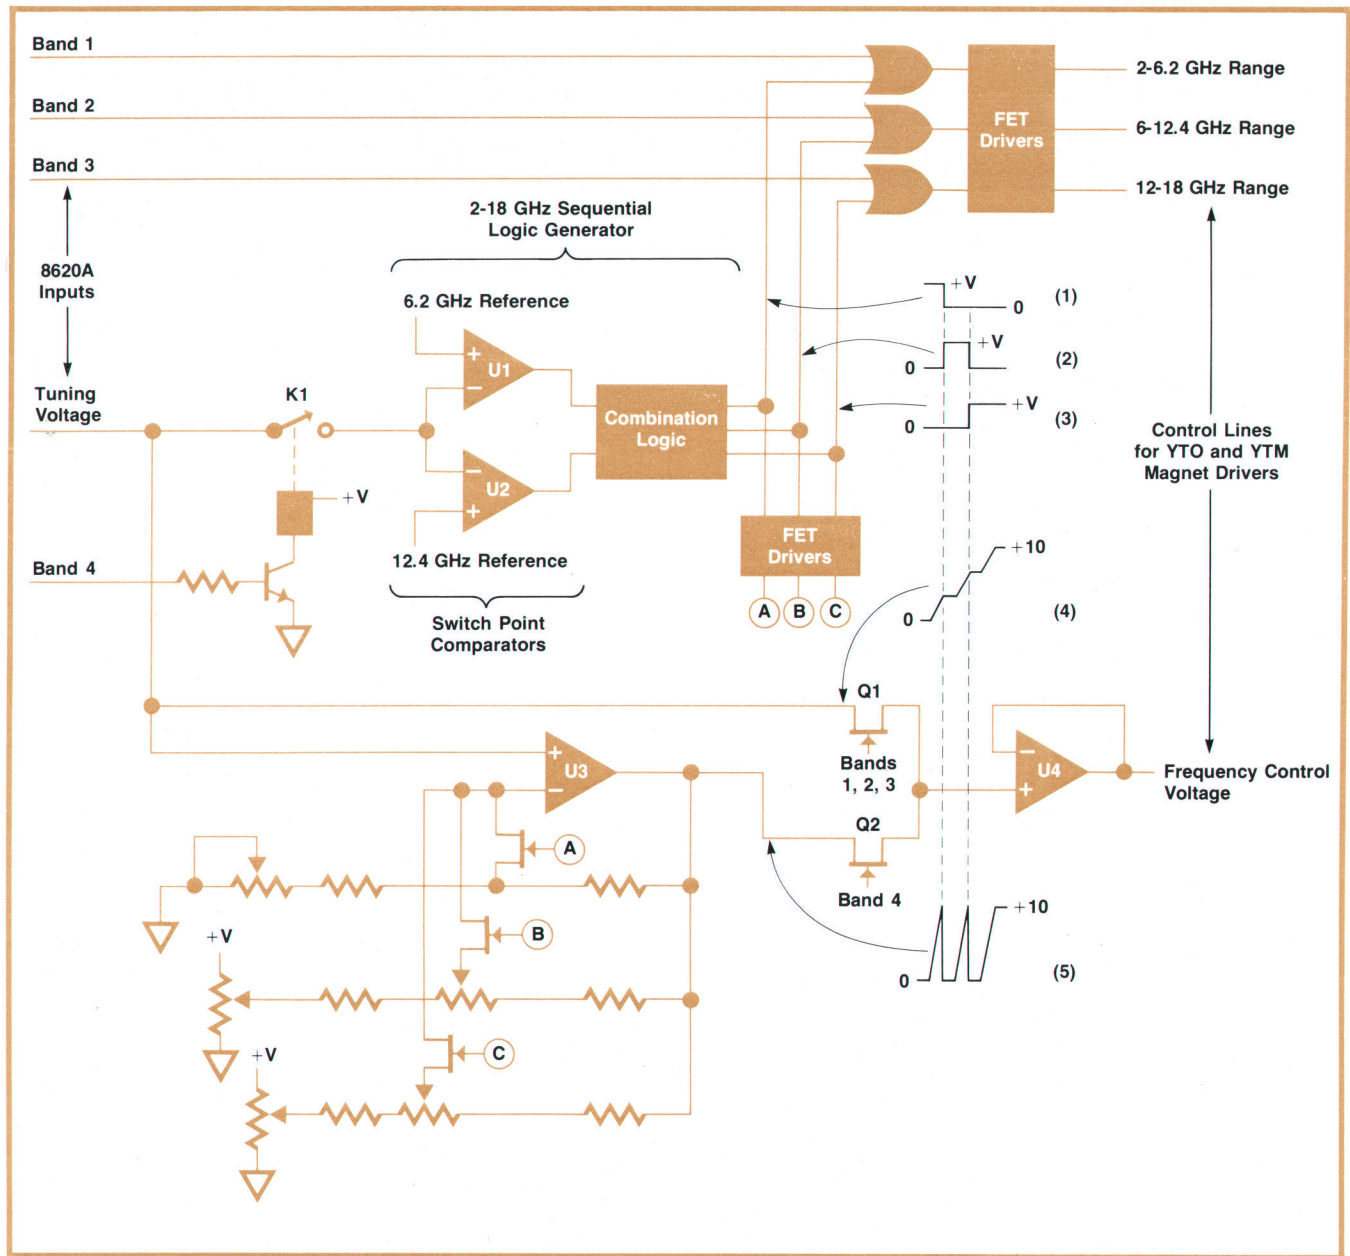 Band 1
Band 2
Band 3
FET
Drivers
2-6.2 GHz Range
6-12.4 GHz Range
12-18 GHz Range
8620A
Inputs
2-18 GHz Sequential
Logic Generator
6.2 GHz Reference
+
U1
−
Tuning
Voltage
K1
+V
−
U2
+
12.4 GHz Reference
Combination
Logic
Switch Point
Comparators
Band 4
FET
Drivers
A
B
C
+V
0
(1)
+V
0
(2)
+V
0
(3)
Control Lines
for YTO and YTM
Magnet Drivers
+10
0
(4)
Q1
Bands
1, 2, 3
Q2
Band 4
+
U3
−
−
U4
+
Frequency Control
Voltage
A
B
C
+V
+V
+10
0
(5)